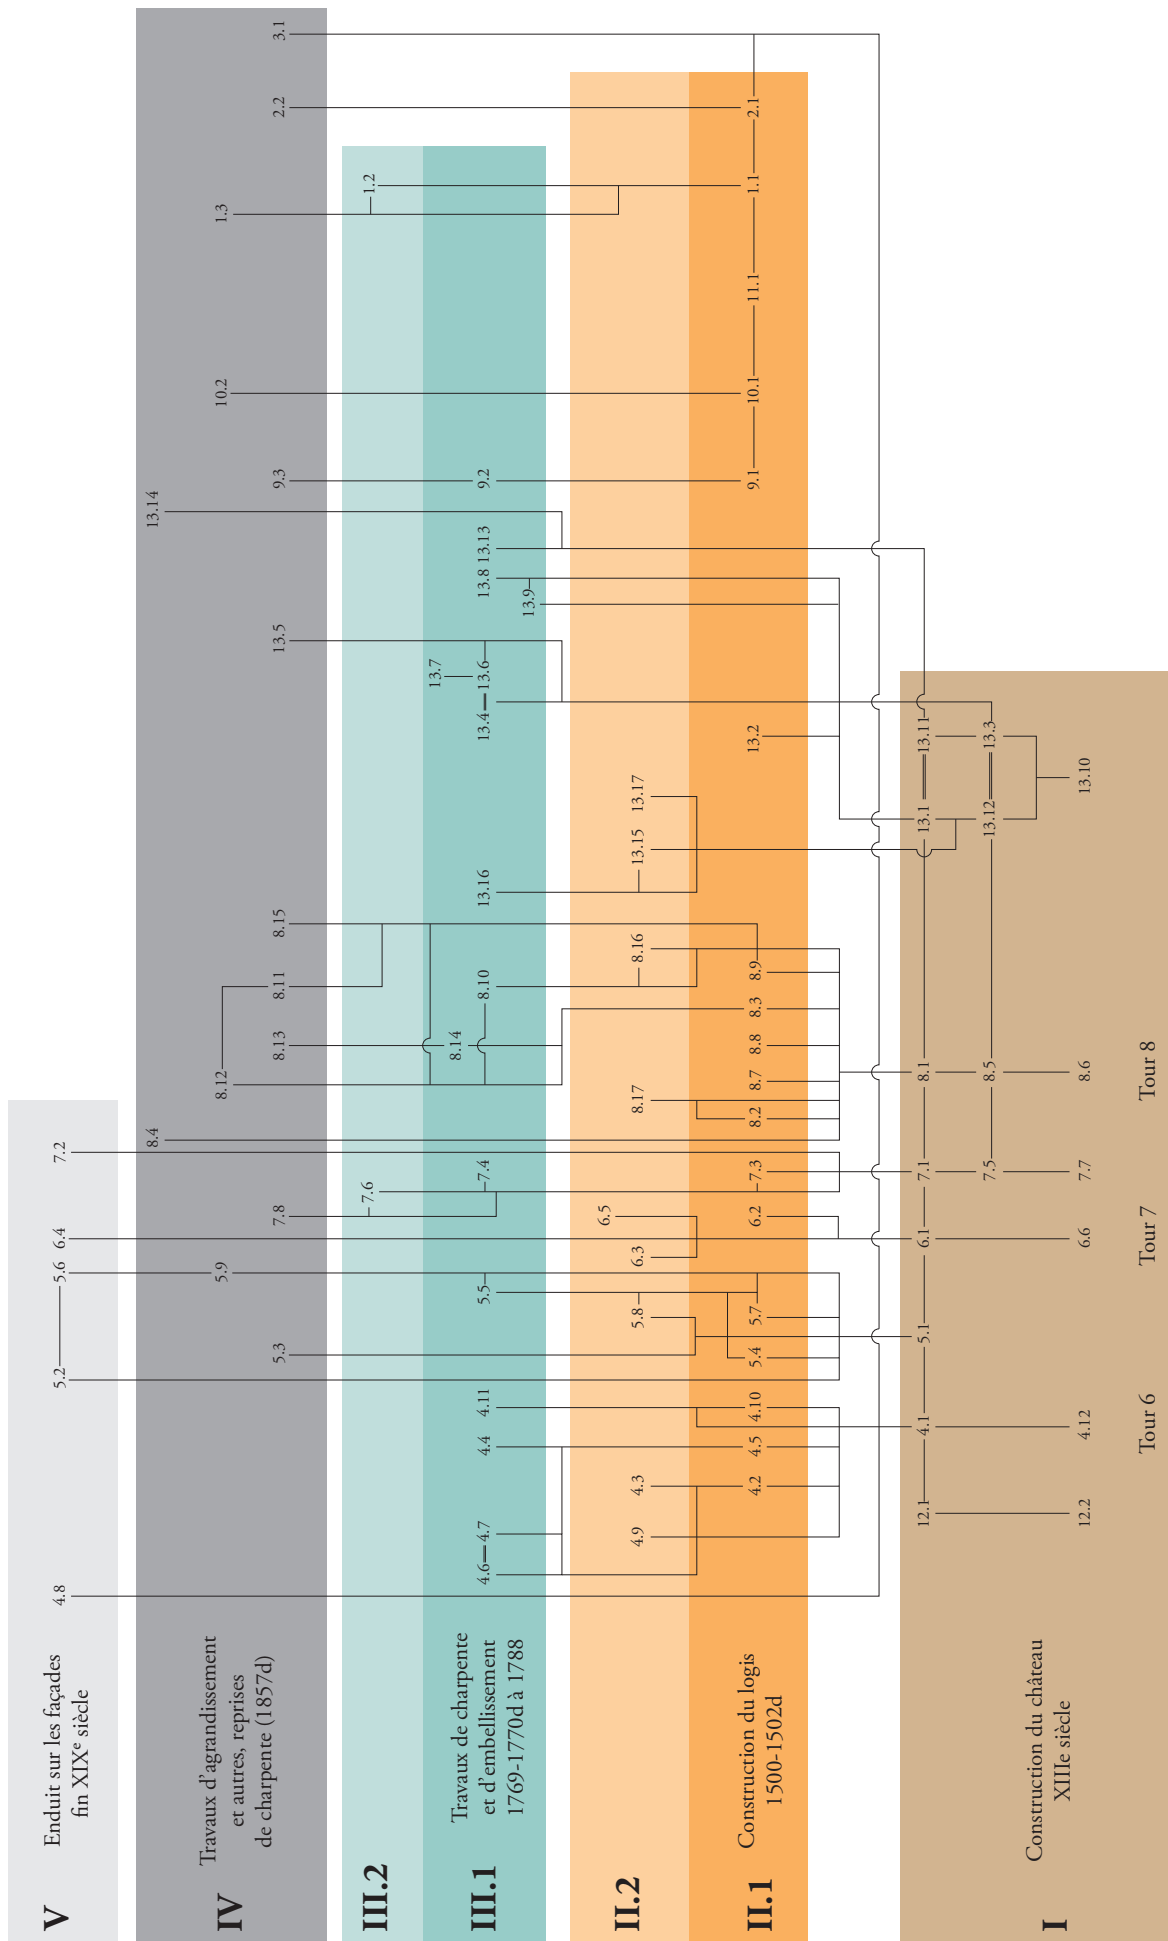 V
Enduit sur les façades
fin XIXe siècle
4.8 5.2 5.6 6.4 7.2
IV
Travaux d'agrandissement
et autres, reprises
de charpente (1857d)
8.4 13.14
5.9 8.12 10.2 1.3
5.3 7.8 8.13 8.11 8.15 13.5 9.3 2.2 3.1
III.2
7.6 1.2
III.1
Travaux de charpente
et d'embellissement
1769-1770d à 1788
13.7
8.14
4.6 4.7 4.4 4.11 5.5 7.4 8.10 13.16 13.4 13.6 13.8 13.13 9.2
13.9
II.2
6.5
4.9 4.3 5.8 6.3 8.17 8.16 13.15 13.17
II.1
Construction du logis
1500-1502d
4.2 4.5 4.10 5.4 5.7 6.2 7.3 8.2 8.7 8.8 8.3 8.9 13.2 9.1 10.1 11.1 1.1 2.1
I
Construction du château
XIIIe siècle
12.1 4.1 5.1 6.1 7.1 8.1 13.1 13.11
7.5 8.5 13.12 13.3
12.2 4.12 6.6 7.7 8.6 13.10
Tour 6 Tour 7 Tour 8